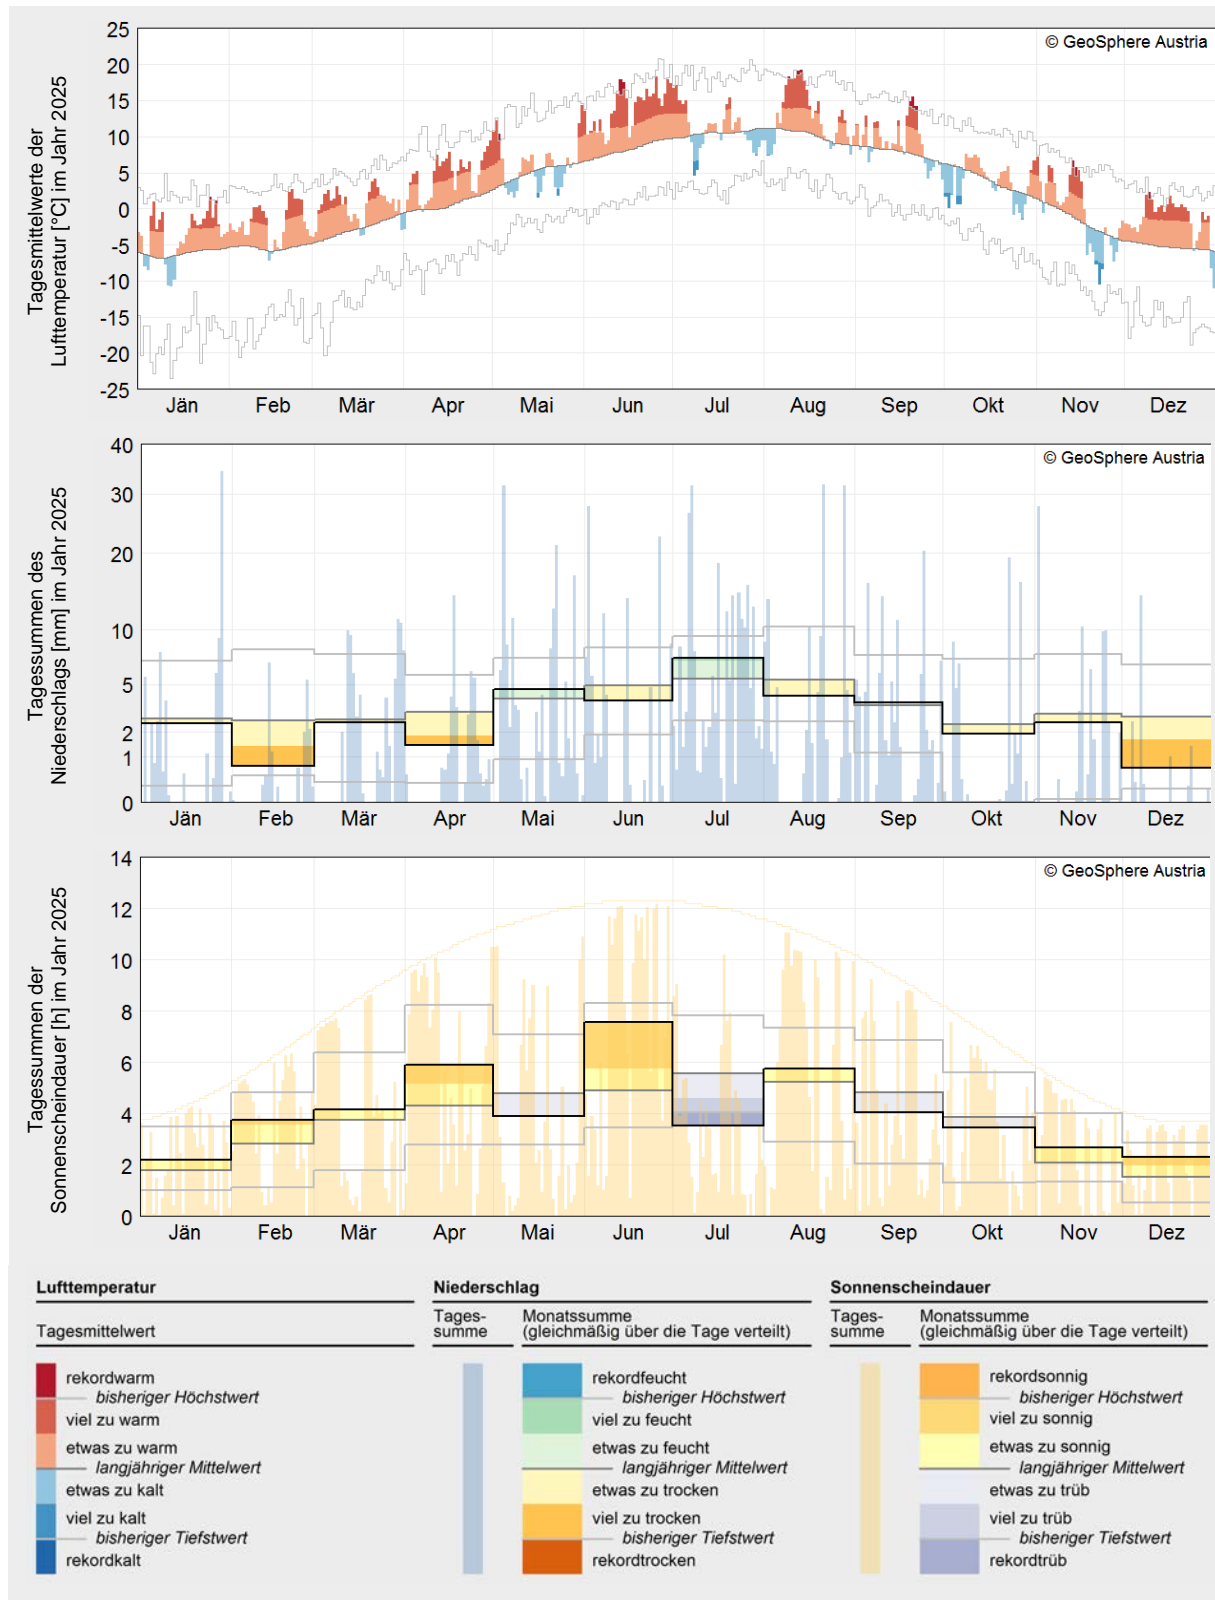 Tagesmittelwerte der
Lufttemperatur [°C] im Jahr 2025
25
20
15
10
5
0
-5
-10
-15
-20
-25
© GeoSphere Austria
Jän Feb Mär Apr Mai Jun Jul Aug Sep Okt Nov Dez
Tagessummen des
Niederschlags [mm] im Jahr 2025
40
30
20
10
5
2
1
0
© GeoSphere Austria
Jän Feb Mär Apr Mai Jun Jul Aug Sep Okt Nov Dez
Tagessummen der
Sonnenscheindauer [h] im Jahr 2025
14
12
10
8
6
4
2
0
© GeoSphere Austria
Jän Feb Mär Apr Mai Jun Jul Aug Sep Okt Nov Dez
Lufttemperatur
Tagesmittelwert
rekordwarm
bisheriger Höchstwert
viel zu warm
etwas zu warm
langjähriger Mittelwert
etwas zu kalt
viel zu kalt
bisheriger Tiefstwert
rekordkalt
Niederschlag
Tages-
summe
Monatssumme
(gleichmäßig über die Tage verteilt)
rekordfeucht
bisheriger Höchstwert
viel zu feucht
etwas zu feucht
langjähriger Mittelwert
etwas zu trocken
viel zu trocken
bisheriger Tiefstwert
rekordtrocken
Sonnenscheindauer
Tages-
summe
Monatssumme
(gleichmäßig über die Tage verteilt)
rekordsonnig
bisheriger Höchstwert
viel zu sonnig
etwas zu sonnig
langjähriger Mittelwert
etwas zu trüb
viel zu trüb
bisheriger Tiefstwert
rekordtrüb